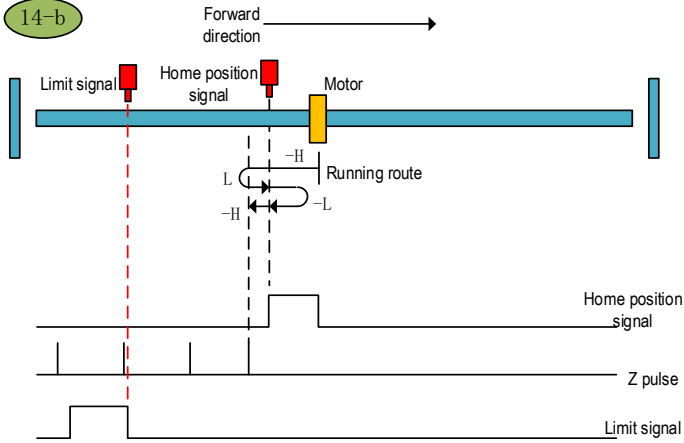 14-b
Forward
direction
Limit signal
Home position
signal
Motor
−H
Running route
L
−L
−H
Home position
signal
Z pulse
Limit signal